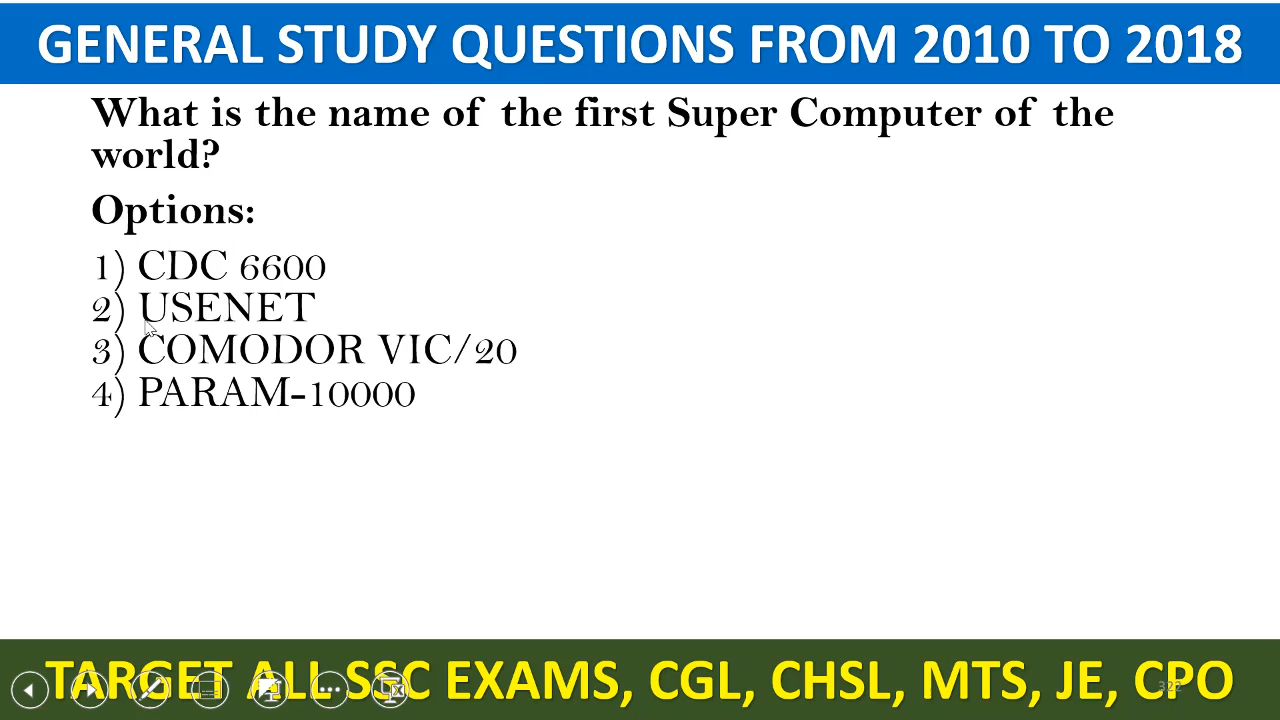 GENERAL STUDY QUESTIONS FROM 2010 TO 2018
What is the name of the first Super Computer of the
world?
Options:
1) CDC 6600
2) USENET
3) COMODOR VIC/20
4) PARAM-10000
TARGET ALL SSC EXAMS, CGL, CHSL, MTS, JE, CPO
322